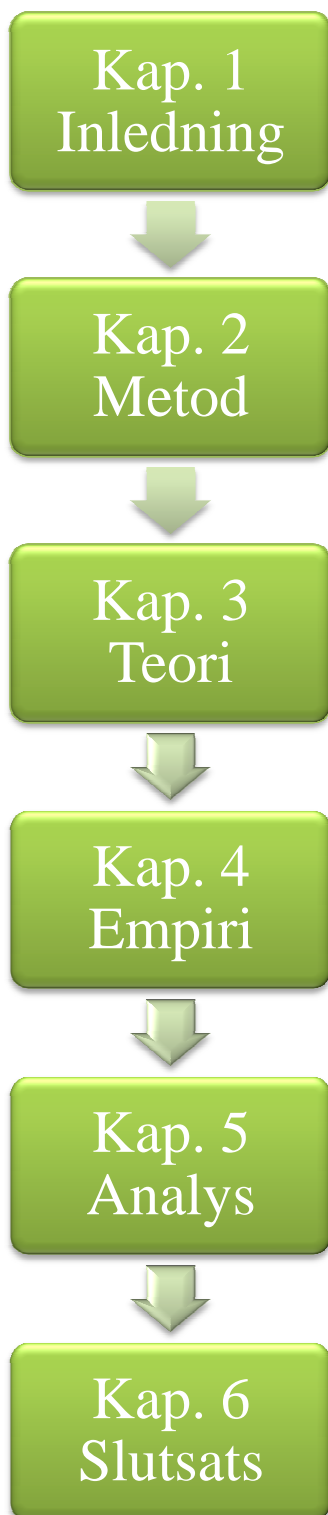 Kap. 1
Inledning
Kap. 2
Metod
Kap. 3
Teori
Kap. 4
Empiri
Kap. 5
Analys
Kap. 6
Slutsats